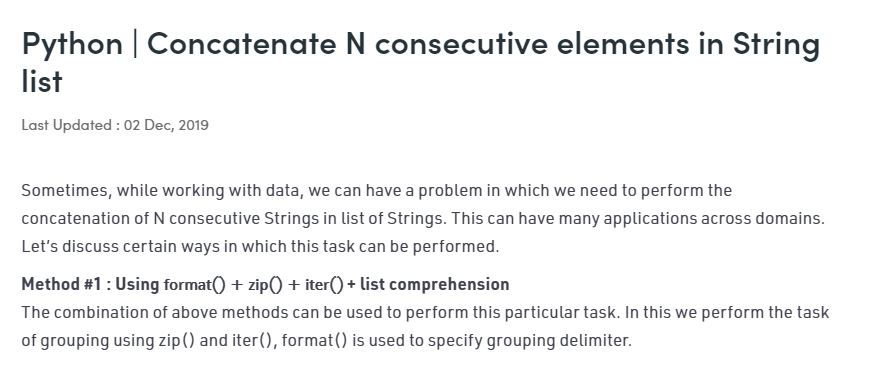 Python | Concatenate N consecutive elements in String
list
Last Updated : 02 Dec, 2019
Sometimes, while working with data, we can have a problem in which we need to perform the
concatenation of N consecutive Strings in list of Strings. This can have many applications across domains.
Let's discuss certain ways in which this task can be performed.
Method #1 : Using format() + zip() + iter() + list comprehension
The combination of above methods can be used to perform this particular task. In this we perform the task
of grouping using zip() and iter(), format() is used to specify grouping delimiter.